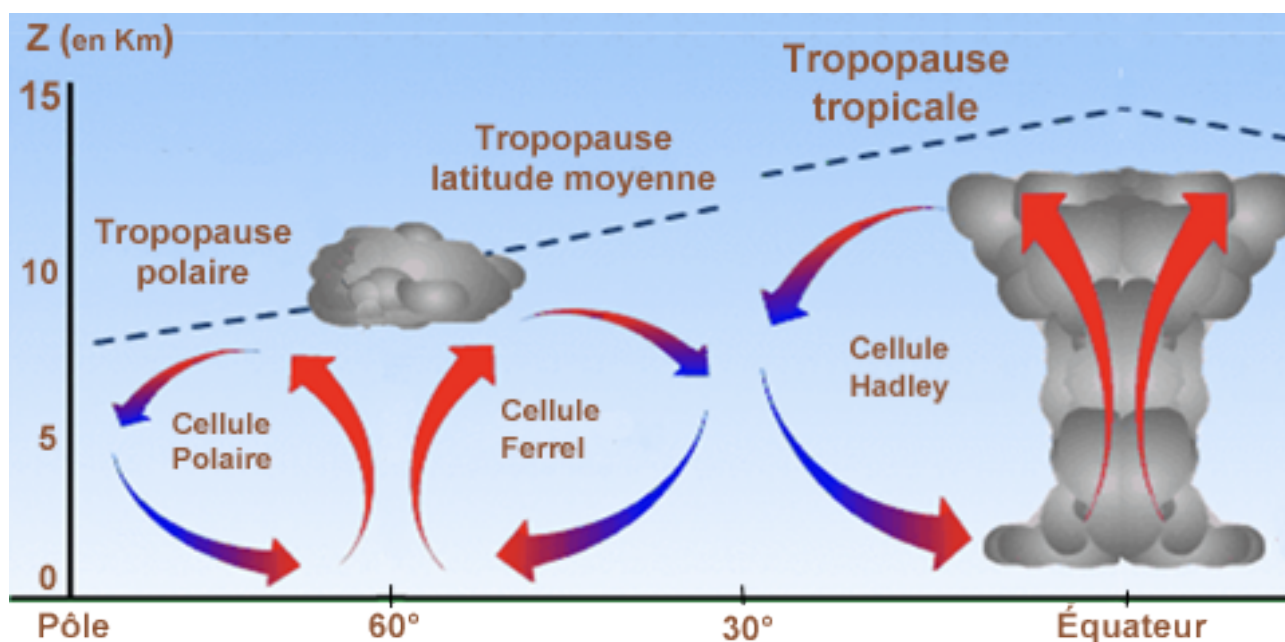 Z (en Km)
15
Tropopause
tropicale
Tropopause
latitude moyenne
Tropopause
polaire
10
Cellule
Hadley
Cellule
Polaire
Cellule
Ferrel
5
0
Pôle
60°
30°
Équateur